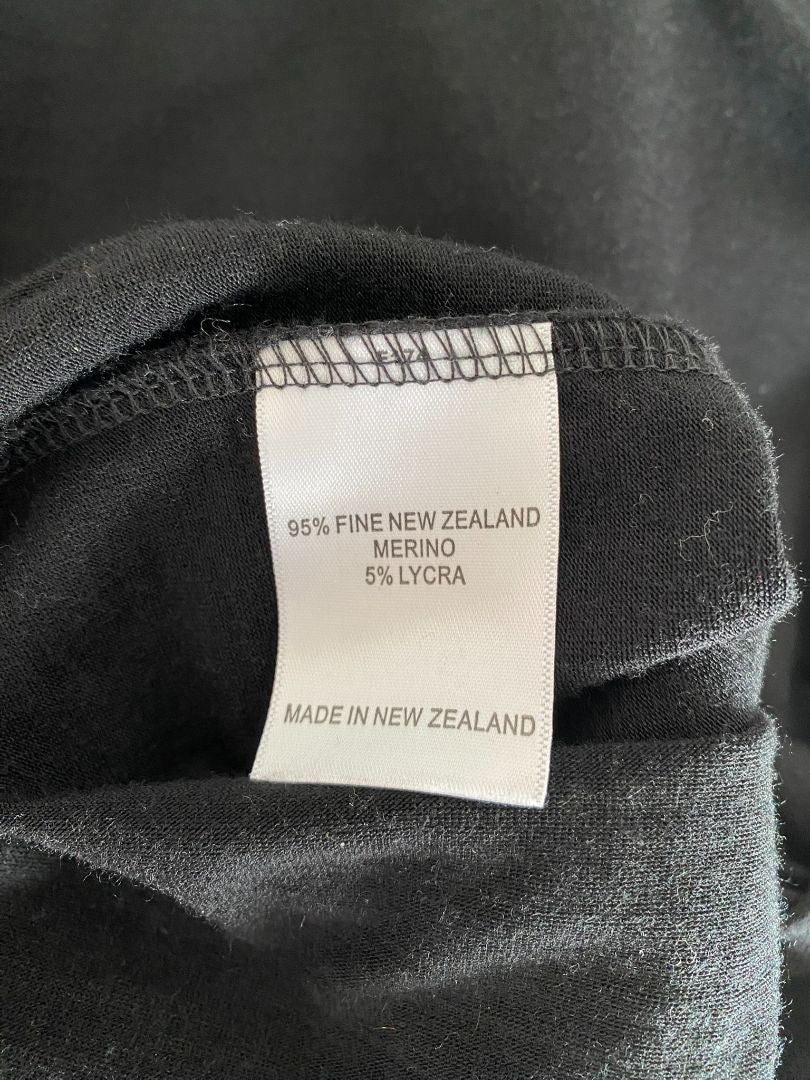 95% FINE NEW ZEALAND
MERINO
5% LYCRA
MADE IN NEW ZEALAND